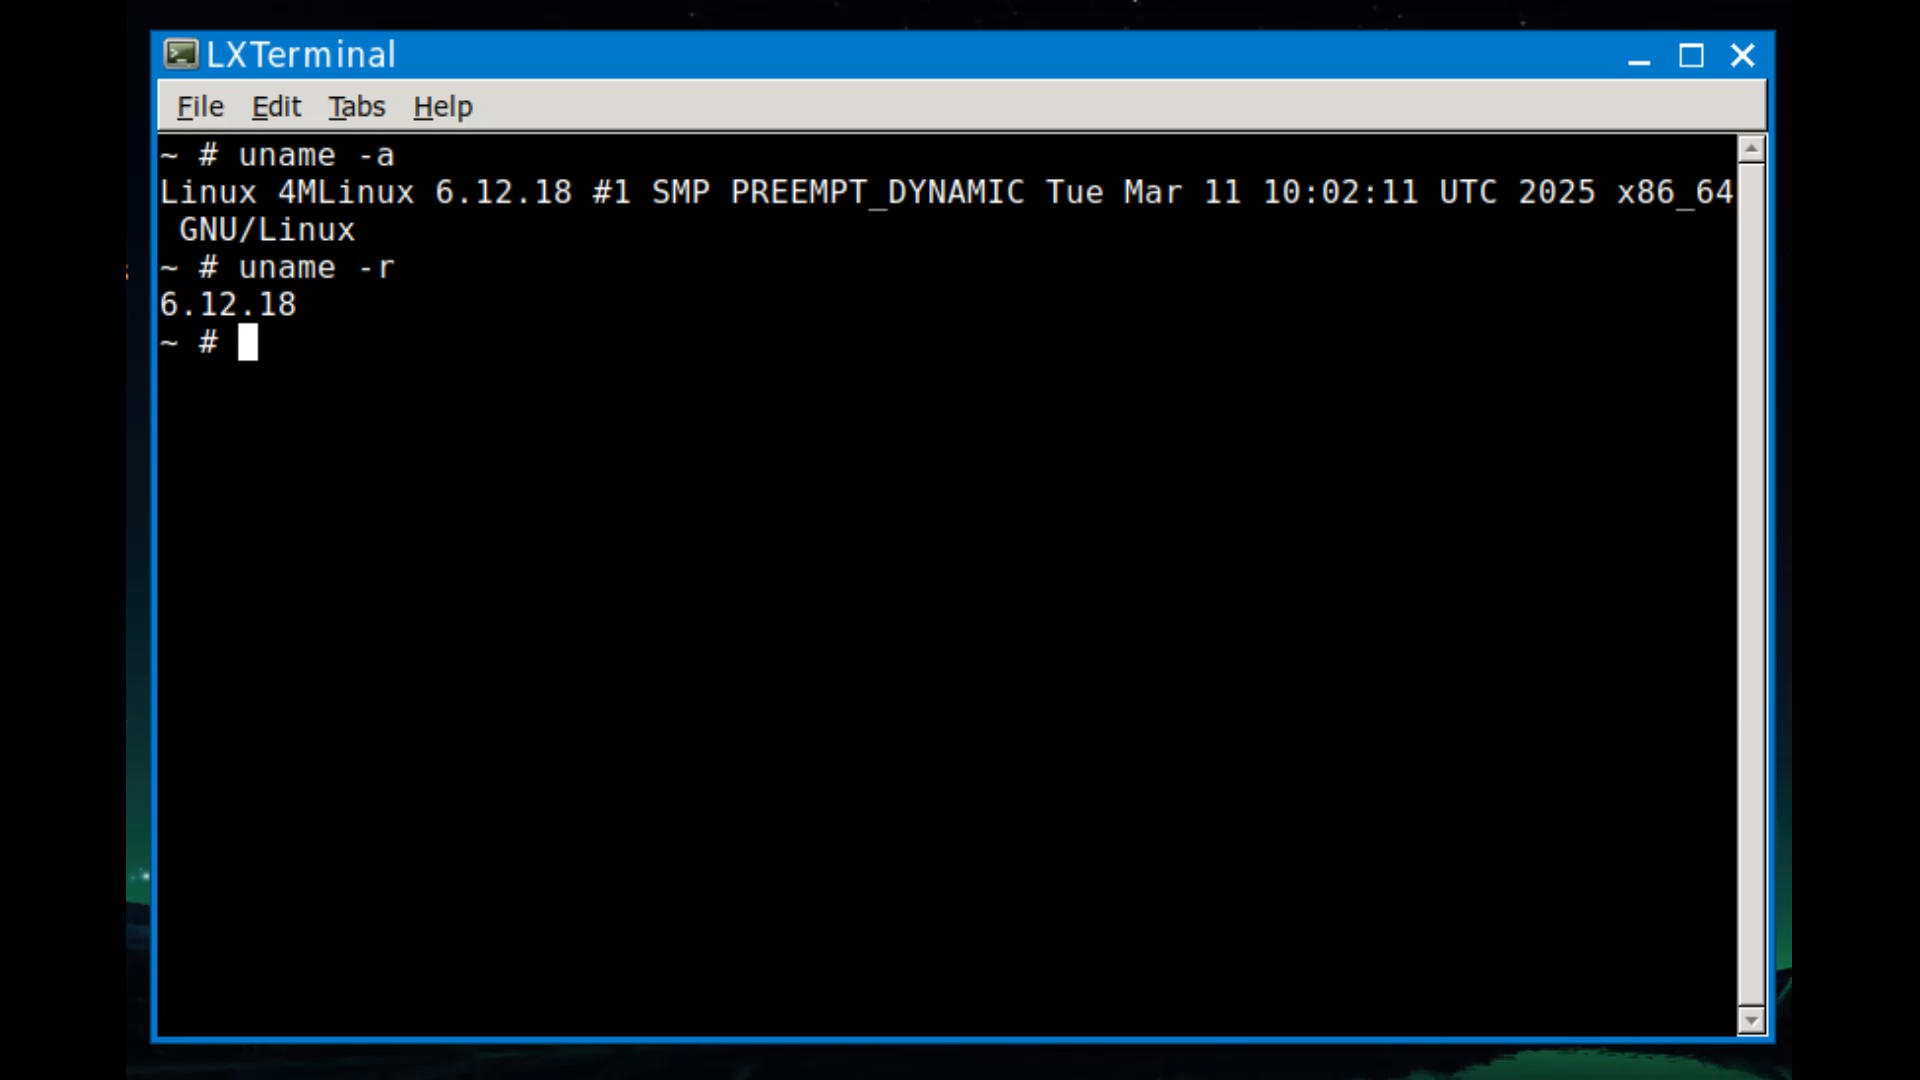 LXTerminal
File Edit Tabs Help
~ # uname -a
Linux 4MLinux 6.12.18 #1 SMP PREEMPT_DYNAMIC Tue Mar 11 10:02:11 UTC 2025 x86_64
GNU/Linux
~ # uname -r
6.12.18
~ #